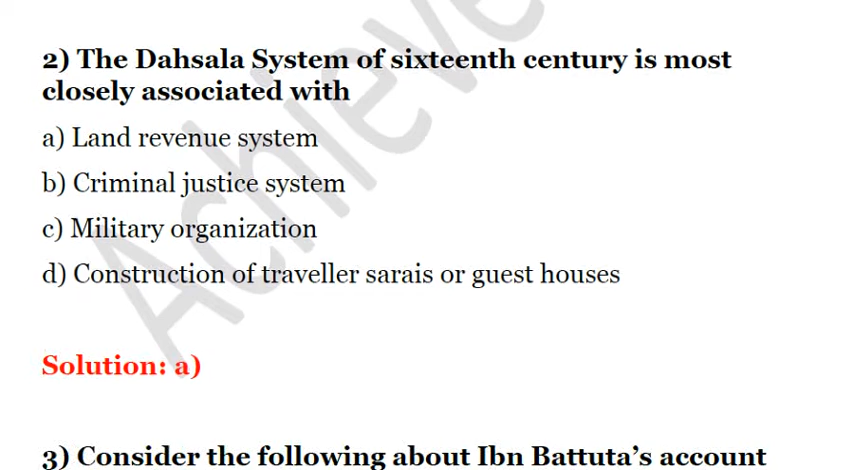 2) The Dahsala System of sixteenth century is most
closely associated with
a) Land revenue system
b) Criminal justice system
c) Military organization
d) Construction of traveller sarais or guest houses
Solution: a)
3) Consider the following about Ibn Battuta's account
Achieve